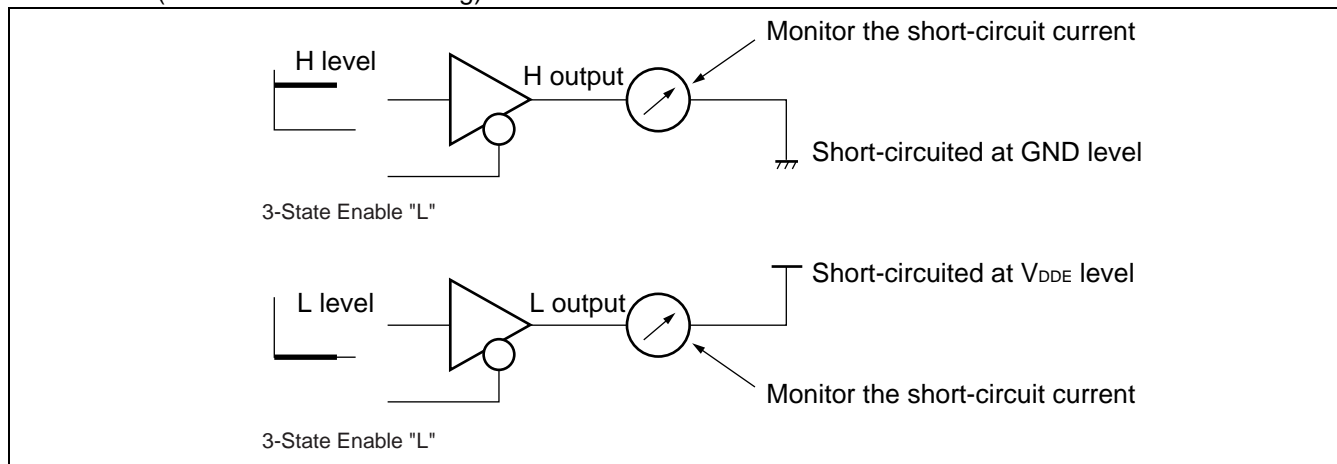 Monitor the short-circuit current
H level
H output
Short-circuited at GND level
3-State Enable "L"
Short-circuited at VDDE level
L level
L output
Monitor the short-circuit current
3-State Enable "L"